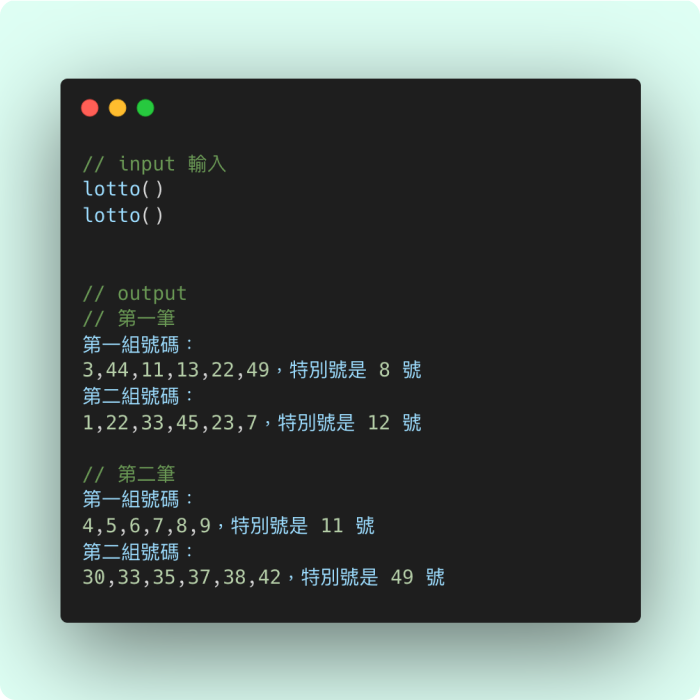 // input 輸入
lotto()
lotto()
// output
// 第一筆
第一組號碼：
3,44,11,13,22,49，特別號是 8 號
第二組號碼：
1,22,33,45,23,7，特別號是 12 號
// 第二筆
第一組號碼：
4,5,6,7,8,9，特別號是 11 號
第二組號碼：
30,33,35,37,38,42，特別號是 49 號